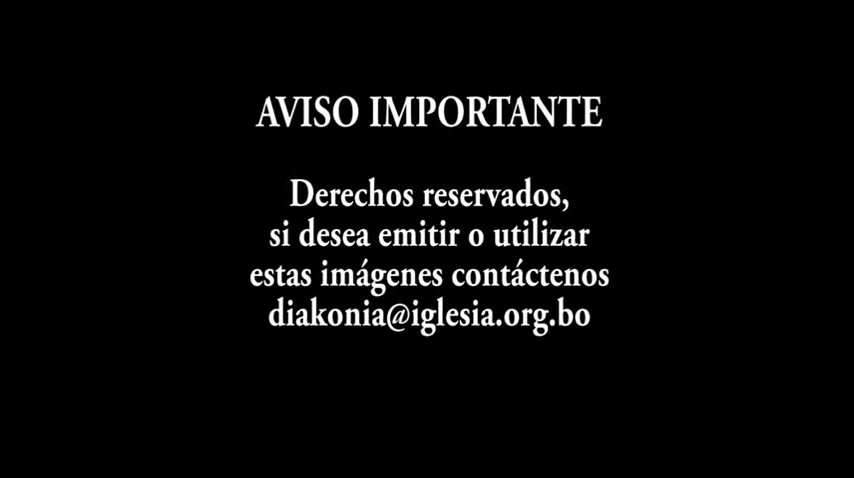 AVISO IMPORTANTE
Derechos reservados,
si desea emitir o utilizar
estas imágenes contáctenos
diakonia@iglesia.org.bo